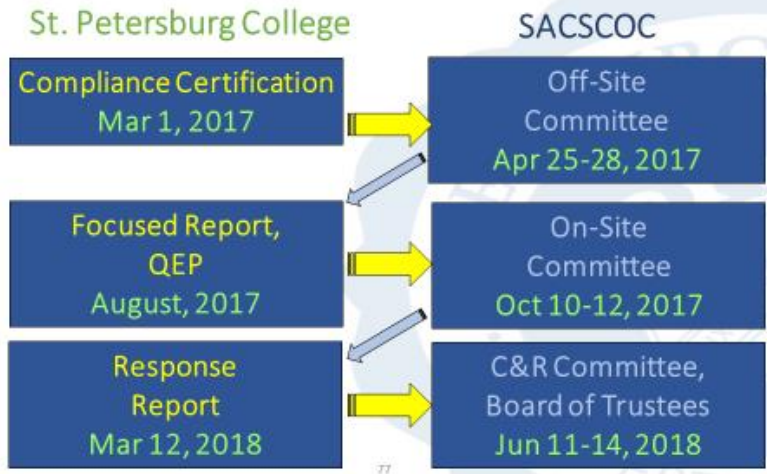 St. Petersburg College
SACSCOC
Compliance Certification
Mar 1, 2017
Off-Site
Committee
Apr 25-28, 2017
Focused Report,
QEP
August, 2017
On-Site
Committee
Oct 10-12, 2017
Response
Report
Mar 12, 2018
C&R Committee,
Board of Trustees
Jun 11-14, 2018
77